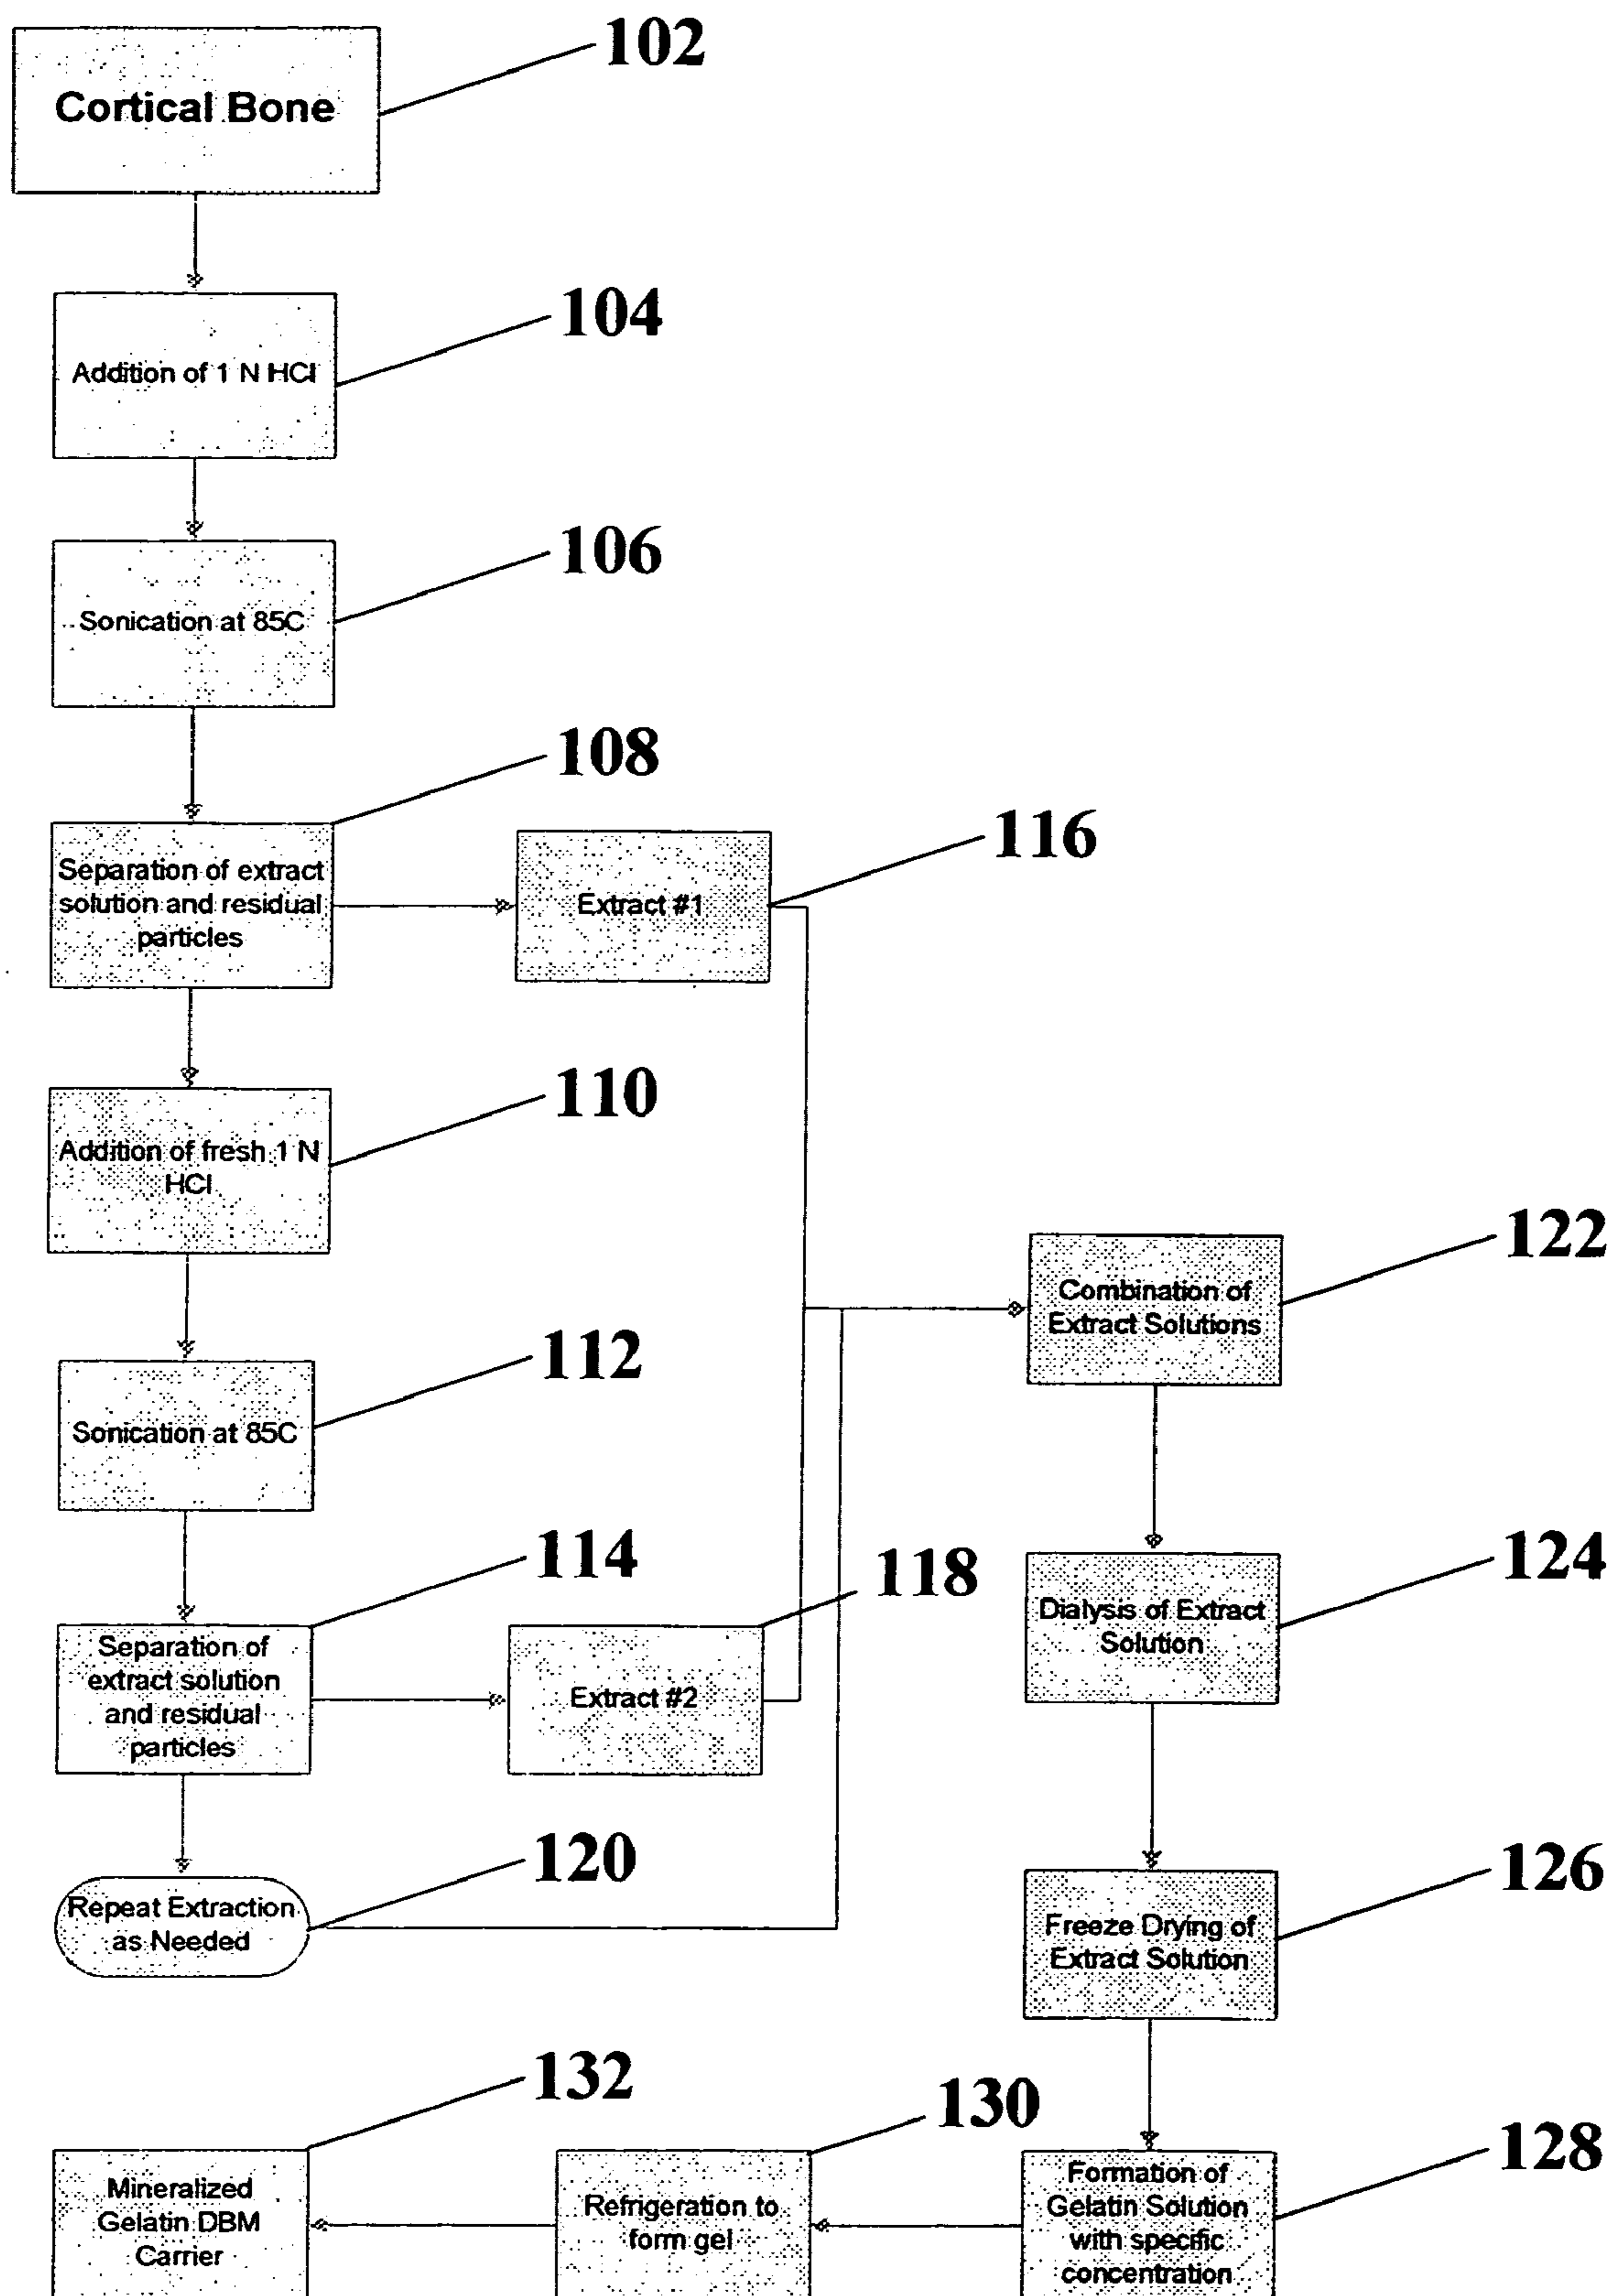 102
Cortical Bone
104
Addition of 1 N HCl
106
Sonication at 85C
108
Separation of extract
solution and residual
particles
116
Extract #1
110
Addition of fresh 1 N
HCl
122
Combination of
Extract Solutions
112
Sonication at 85C
114
Separation of
extract solution
and residual
particles
118
Extract #2
124
Dialysis of Extract
Solution
120
Repeat Extraction
as Needed
126
Freeze Drying of
Extract Solution
132
Mineralized
Gelatin DBM
Carrier
130
Refrigeration to
form gel
128
Formation of
Gelatin Solution
with specific
concentration